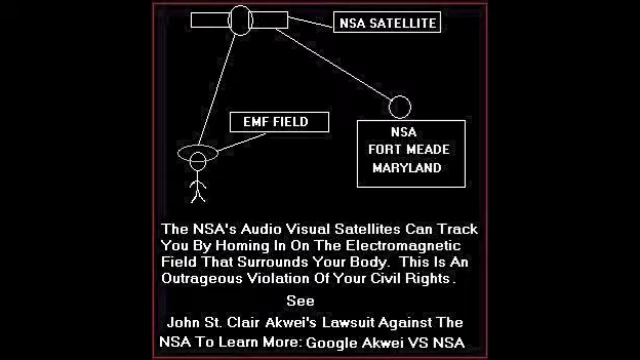 NSA SATELLITE
EMF FIELD
NSA
FORT MEADE
MARYLAND
The NSA's Audio Visual Satellites Can Track
You By Homing In On The Electromagnetic
Field That Surrounds Your Body. This Is An
Outrageous Violation Of Your Civil Rights.
See
John St. Clair Akwei's Lawsuit Against The
NSA To Learn More: Google Akwei VS NSA